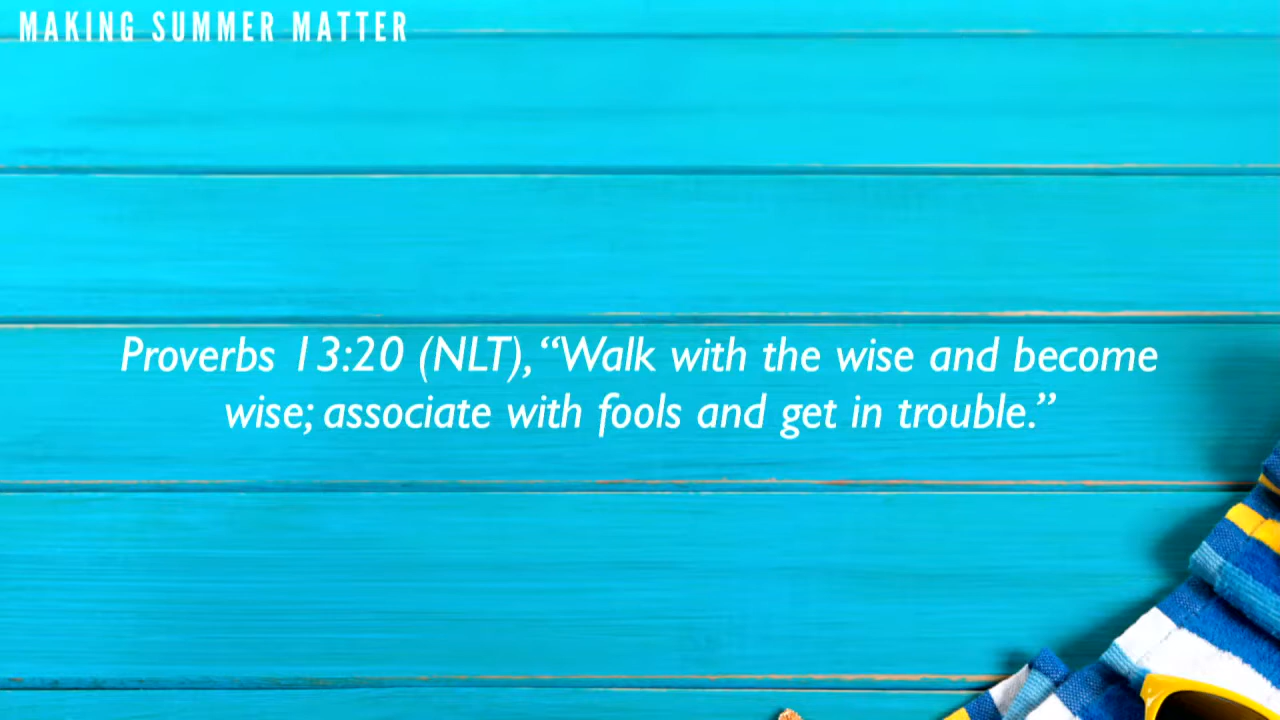 MAKING SUMMER MATTER
Proverbs 13:20 (NLT), “Walk with the wise and become
wise; associate with fools and get in trouble.”